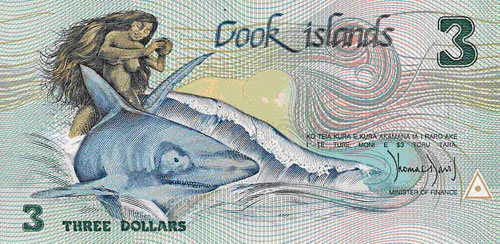 Cook islands
3
KO TEIA KURA E KURA AKAMANA IA I RARO AKE
I TE TURE MONI E $3 TORU TARA
MINISTER OF FINANCE
3 THREE DOLLARS